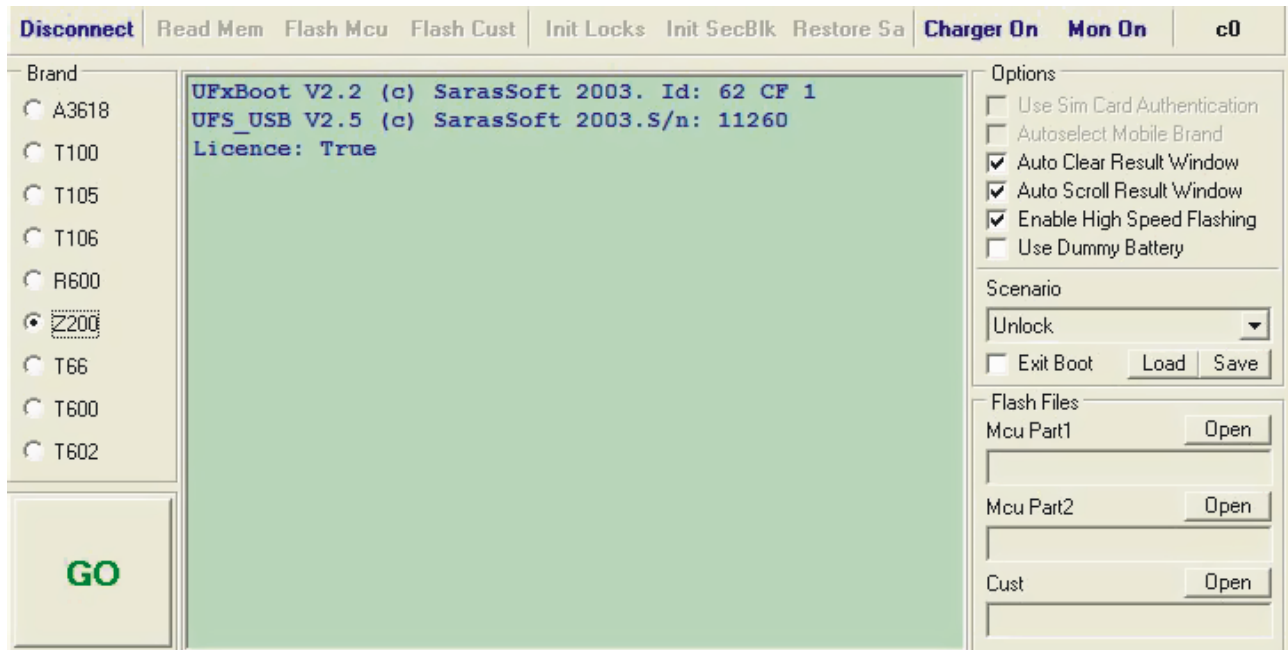 Disconnect Read Mem Flash Mcu Flash Cust Init Locks Init SecBlk Restore Sa Charger On Mon On c0
Brand
A3618
T100
T105
T106
R600
Z200
T66
T600
T602
GO
UFxBoot V2.2 (c) SarasSoft 2003. Id: 62 CF 1
UFS_USB V2.5 (c) SarasSoft 2003.S/n: 11260
Licence: True
Options
Use Sim Card Authentication
Autoselect Mobile Brand
Auto Clear Result Window
Auto Scroll Result Window
Enable High Speed Flashing
Use Dummy Battery
Scenario
Unlock
Exit Boot Load Save
Flash Files
Mcu Part1 Open
Mcu Part2 Open
Cust Open